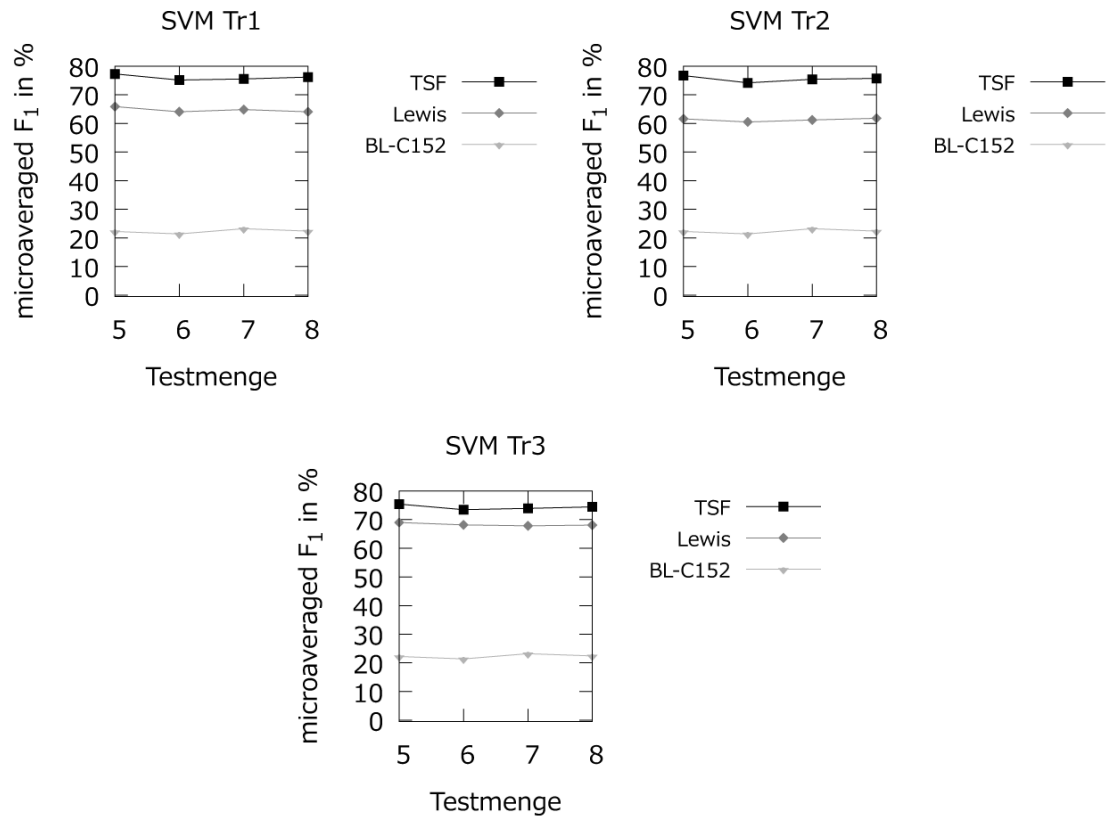 SVM Tr1
microaveraged F₁ in %
80
70
60
50
40
30
20
10
0
5 6 7 8
Testmenge
TSF
Lewis
BL-C152
SVM Tr2
microaveraged F₁ in %
80
70
60
50
40
30
20
10
0
5 6 7 8
Testmenge
TSF
Lewis
BL-C152
SVM Tr3
microaveraged F₁ in %
80
70
60
50
40
30
20
10
0
5 6 7 8
Testmenge
TSF
Lewis
BL-C152